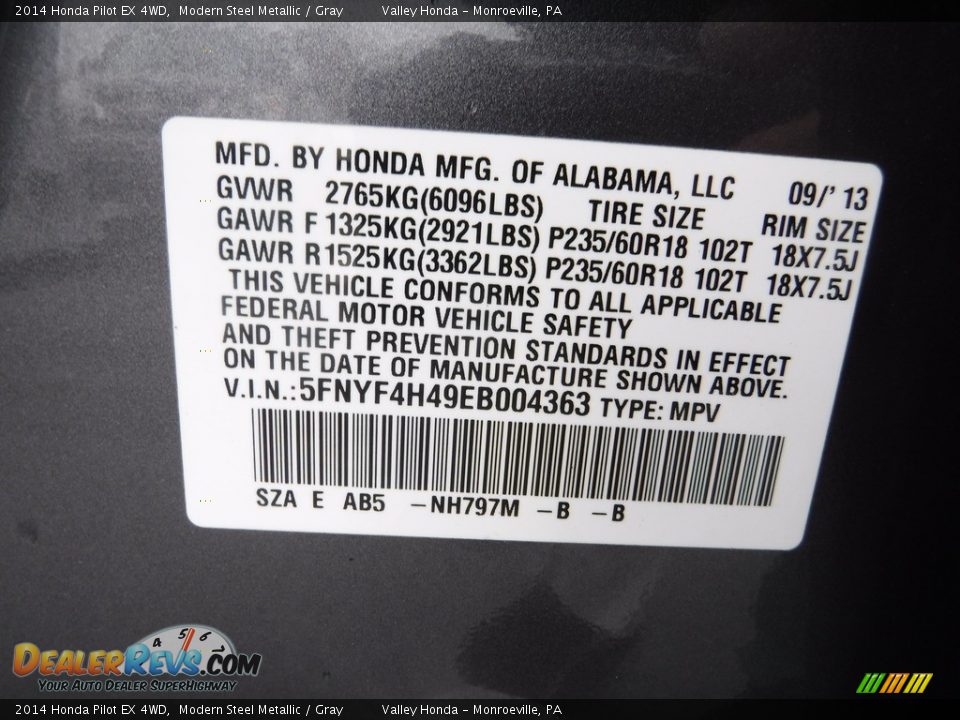 2014 Honda Pilot EX 4WD, Modern Steel Metallic / Gray Valley Honda - Monroeville, PA
MFD. BY HONDA MFG. OF ALABAMA, LLC 09/' 13
GVWR 2765KG(6096LBS) TIRE SIZE RIM SIZE
GAWR F 1325KG(2921LBS) P235/60R18 102T 18X7.5J
GAWR R 1525KG(3362LBS) P235/60R18 102T 18X7.5J
THIS VEHICLE CONFORMS TO ALL APPLICABLE
FEDERAL MOTOR VEHICLE SAFETY
AND THEFT PREVENTION STANDARDS IN EFFECT
ON THE DATE OF MANUFACTURE SHOWN ABOVE.
V.I.N.: 5FNYF4H49EB004363 TYPE: MPV
SZA E AB5 -NH797M -B -B
4 5 6
DEALERREVS.COM
YOUR AUTO DEALER SUPERHIGHWAY
2014 Honda Pilot EX 4WD, Modern Steel Metallic / Gray Valley Honda - Monroeville, PA